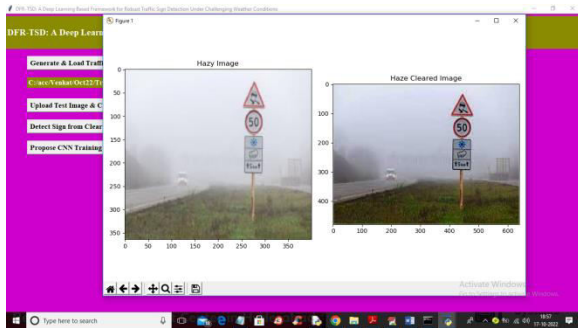 DFR-TSD: A Deep Learning Based Framework for Robust Traffic Sign Detection Under Challenging Weather Conditions
Figure 1
DFR-TSD: A Deep Learn
Generate & Load Traffi
Upload Test Image & C
Detect Sign from Clear
Propose CNN Training
Hazy Image
0
50
100
150
200
250
300
350
0 50 100 150 200 250 300 350
50
Haze Cleared Image
0
100
200
300
400
0 100 200 300 400 500 600
50
Activate Windows
Type here to search
18:57
17-10-2022